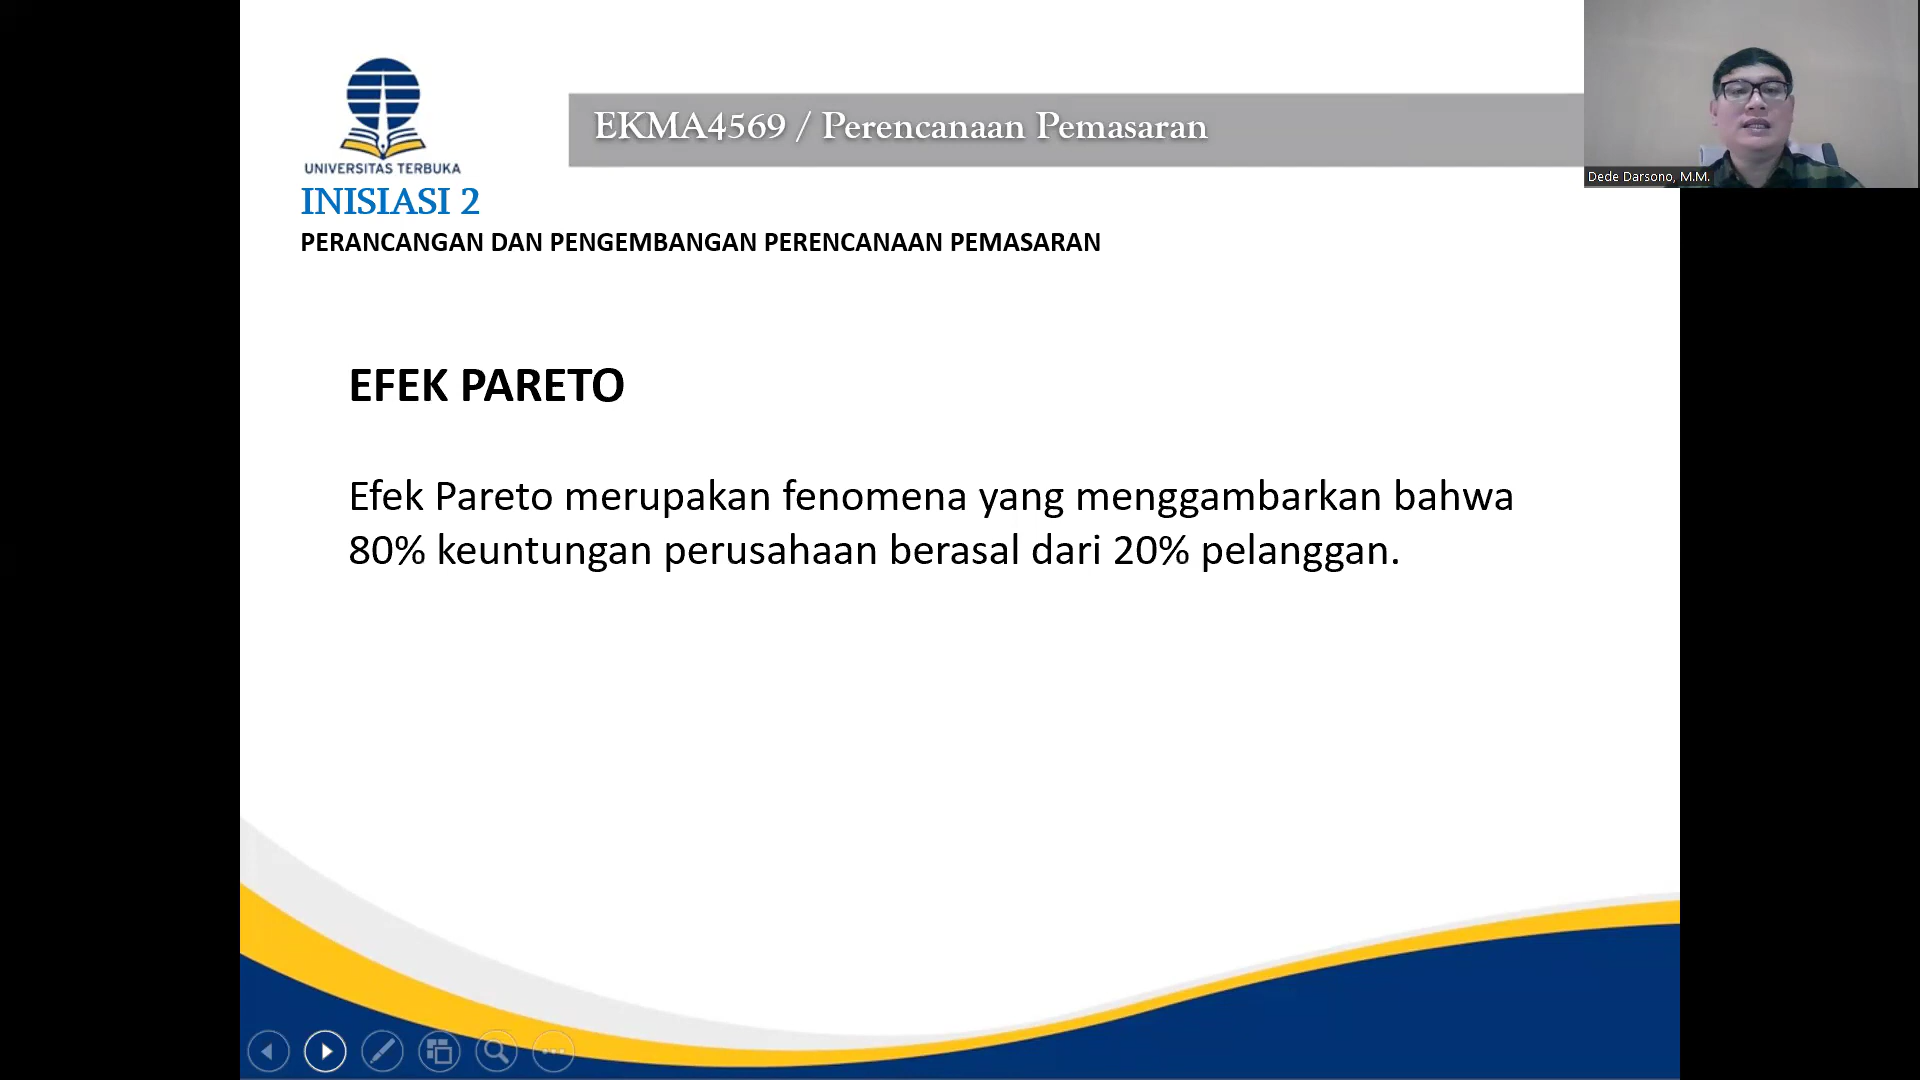 UNIVERSITAS TERBUKA
EKMA4569 / Perencanaan Pemasaran
Dede Darsono, M.M.
INISIASI 2
PERANCANGAN DAN PENGEMBANGAN PERENCANAAN PEMASARAN
EFEK PARETO
Efek Pareto merupakan fenomena yang menggambarkan bahwa
80% keuntungan perusahaan berasal dari 20% pelanggan.